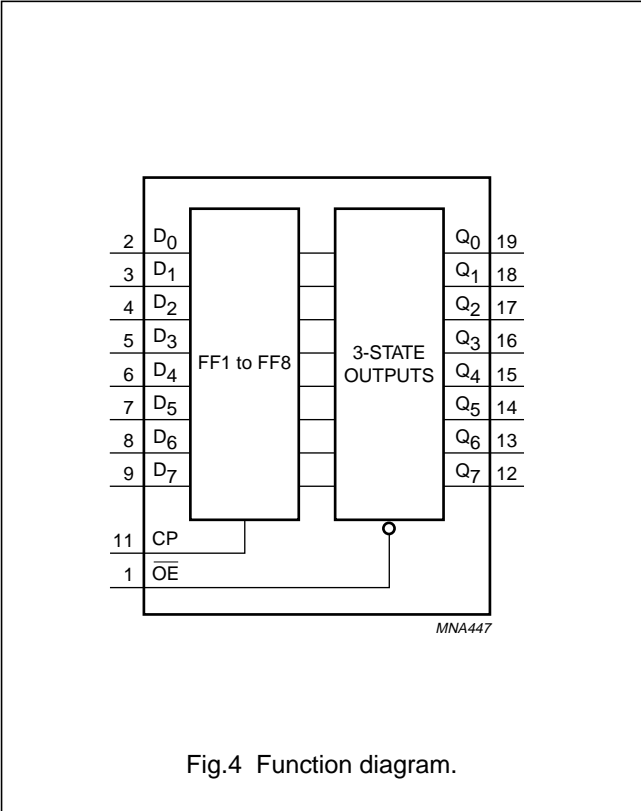 2 D0 Q0 19
3 D1 Q1 18
4 D2 Q2 17
5 D3 Q3 16
6 D4 Q4 15
7 D5 Q5 14
8 D6 Q6 13
9 D7 Q7 12
FF1 to FF8
3-STATE
OUTPUTS
11 CP
1 O̅E̅
MNA447
Fig.4 Function diagram.